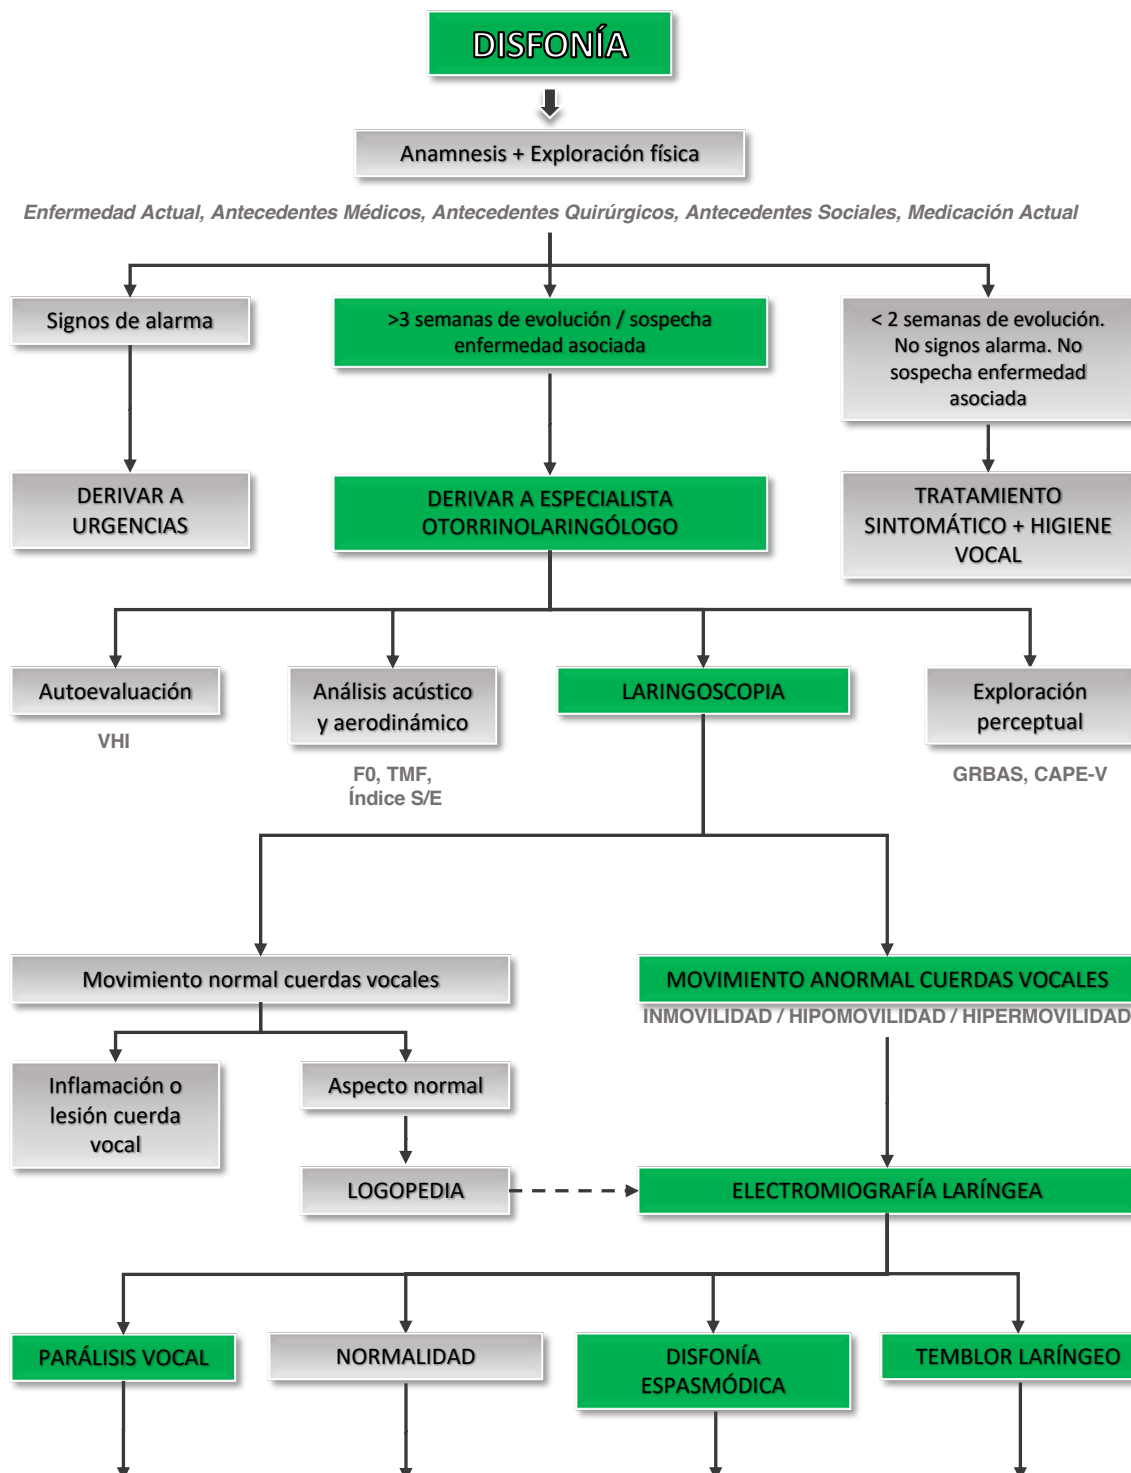 DISFONÍA
Anamnesis + Exploración física
Enfermedad Actual, Antecedentes Médicos, Antecedentes Quirúrgicos, Antecedentes Sociales, Medicación Actual
Signos de alarma
>3 semanas de evolución / sospecha
enfermedad asociada
< 2 semanas de evolución.
No signos alarma. No
sospecha enfermedad
asociada
DERIVAR A
URGENCIAS
DERIVAR A ESPECIALISTA
OTORRINOLARINGÓLOGO
TRATAMIENTO
SINTOMÁTICO + HIGIENE
VOCAL
Autoevaluación
VHI
Análisis acústico
y aerodinámico
F0, TMF,
Índice S/E
LARINGOSCOPIA
Exploración
perceptual
GRBAS, CAPE-V
Movimiento normal cuerdas vocales
MOVIMIENTO ANORMAL CUERDAS VOCALES
INMOVILIDAD / HIPOMOVILIDAD / HIPERMOVILIDAD
Inflamación o
lesión cuerda
vocal
Aspecto normal
LOGOPEDIA
ELECTROMIOGRAFÍA LARÍNGEA
PARÁLISIS VOCAL
NORMALIDAD
DISFONÍA
ESPASMÓDICA
TEMBLOR LARÍNGEO